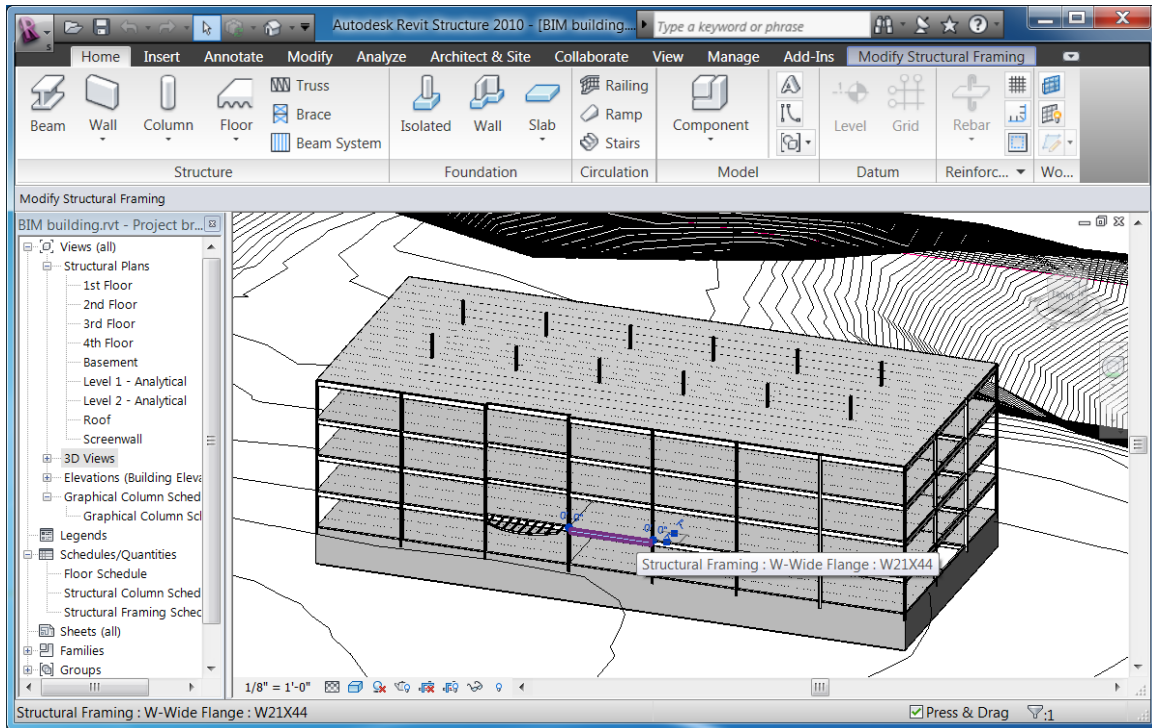 Autodesk Revit Structure 2010 - [BIM building....
Type a keyword or phrase
Home Insert Annotate Modify Analyze Architect & Site Collaborate View Manage Add-Ins Modify Structural Framing
Beam Wall Column Floor Truss Brace Beam System
Isolated Wall Slab
Railing Ramp Stairs
Component
Level Grid
Rebar
Structure Foundation Circulation Model Datum Reinforc... Wo...
Modify Structural Framing
BIM building.rvt - Project br...
Views (all)
Structural Plans
1st Floor
2nd Floor
3rd Floor
4th Floor
Basement
Level 1 - Analytical
Level 2 - Analytical
Roof
Screenwall
3D Views
Elevations (Building Eleva
Graphical Column Sched
Graphical Column Scl
Legends
Schedules/Quantities
Floor Schedule
Structural Column Sched
Structural Framing Sched
Sheets (all)
Families
Groups
FRONT
Structural Framing : W-Wide Flange : W21X44
1/8" = 1'-0"
Structural Framing : W-Wide Flange : W21X44
Press & Drag
:1